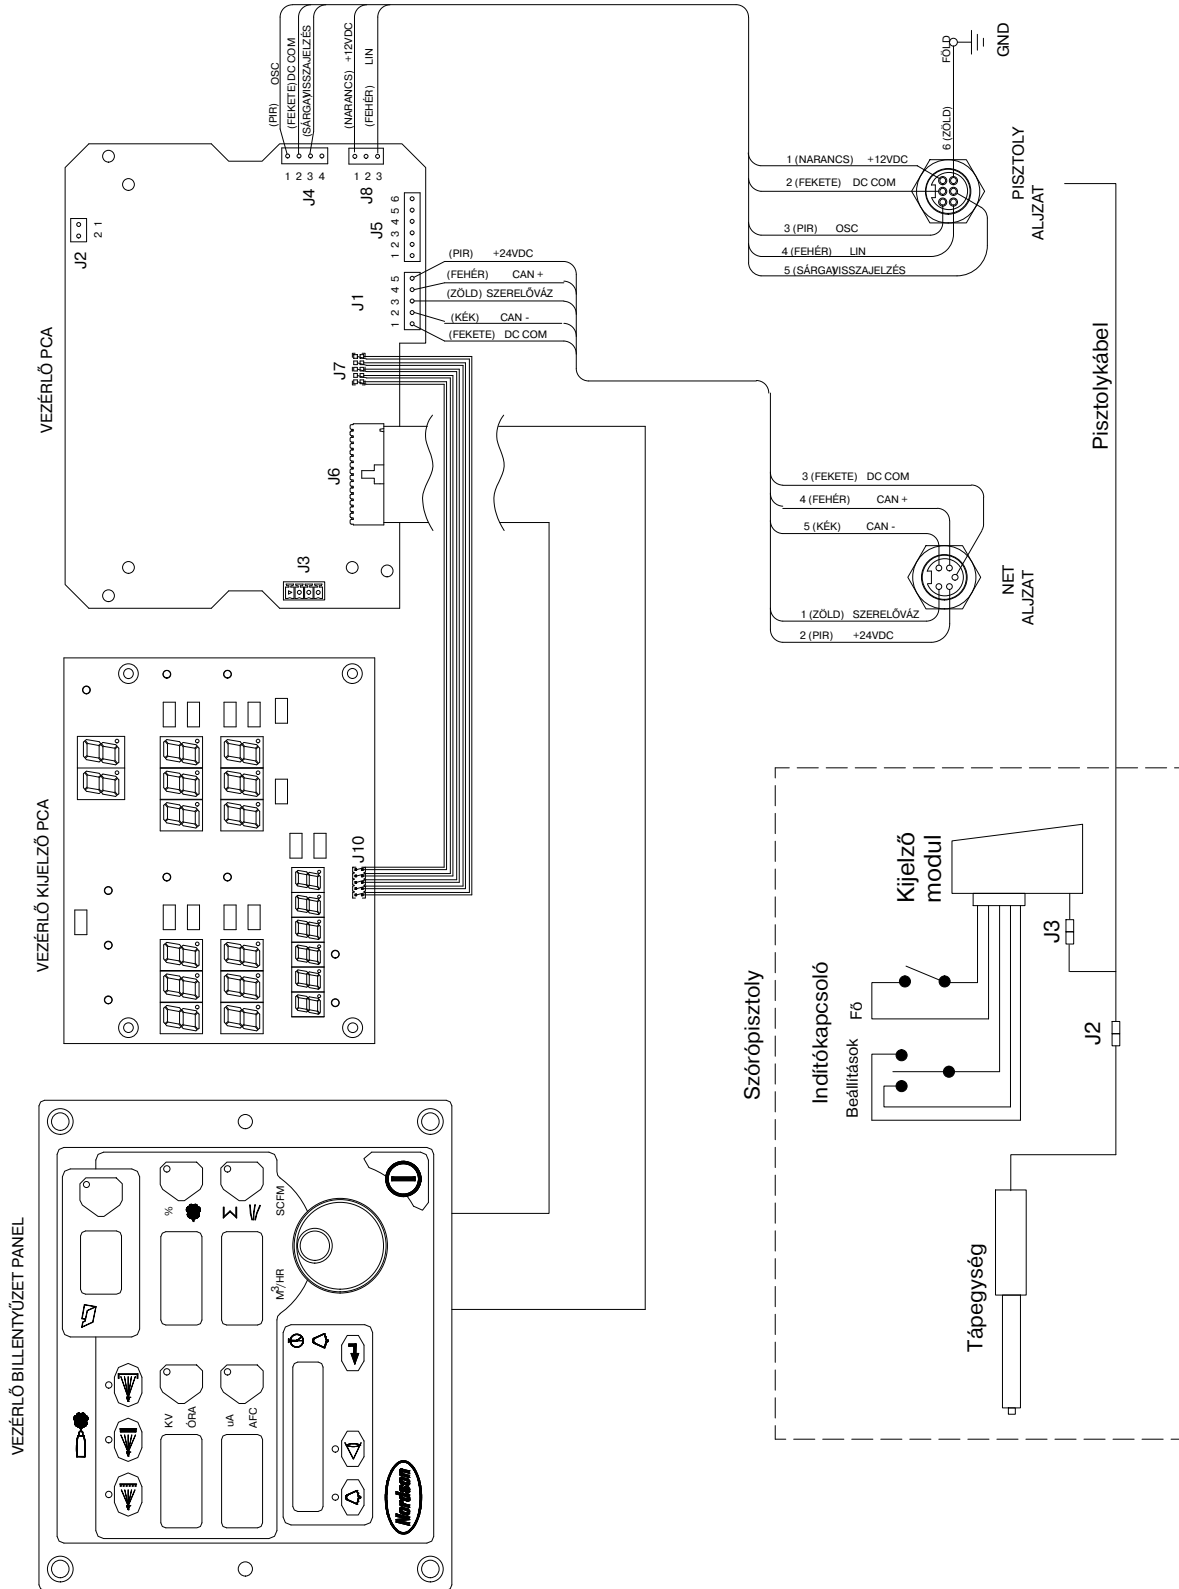 VEZÉRLŐ PCA
J2
2 1
(PIR) OSC
(FEKETE) DC COM
(SÁRGA) VISSZAJELZÉS
(NARANCS) +12VDC
(FEHÉR) LIN
1 2 3 4
J4
1 2 3
J8
J5
1 2 3 4 5 6
J1
1 2 3 4 5
J7
J6
J3
(PIR) +24VDC
(FEHÉR) CAN +
(ZÖLD) SZERELŐVÁZ
(KÉK) CAN -
(FEKETE) DC COM
1 (NARANCS) +12VDC
2 (FEKETE) DC COM
3 (PIR) OSC
4 (FEHÉR) LIN
5 (SÁRGA) VISSZAJELZÉS
6 (ZÖLD)
FÖLD
GND
PISZTOLY
ALJZAT
3 (FEKETE) DC COM
4 (FEHÉR) CAN +
5 (KÉK) CAN -
1 (ZÖLD) SZERELŐVÁZ
2 (PIR) +24VDC
NET
ALJZAT
Pisztolykábel
VEZÉRLŐ KIJELZŐ PCA
J10
VEZÉRLŐ BILLENTYŰZET PANEL
%
M³/HR
SCFM
KV
ÓRA
uA
AFC
Nordson
Szórópisztoly
Indítókapcsoló
Beállítások
Fő
Kijelző
modul
J3
J2
Tápegység